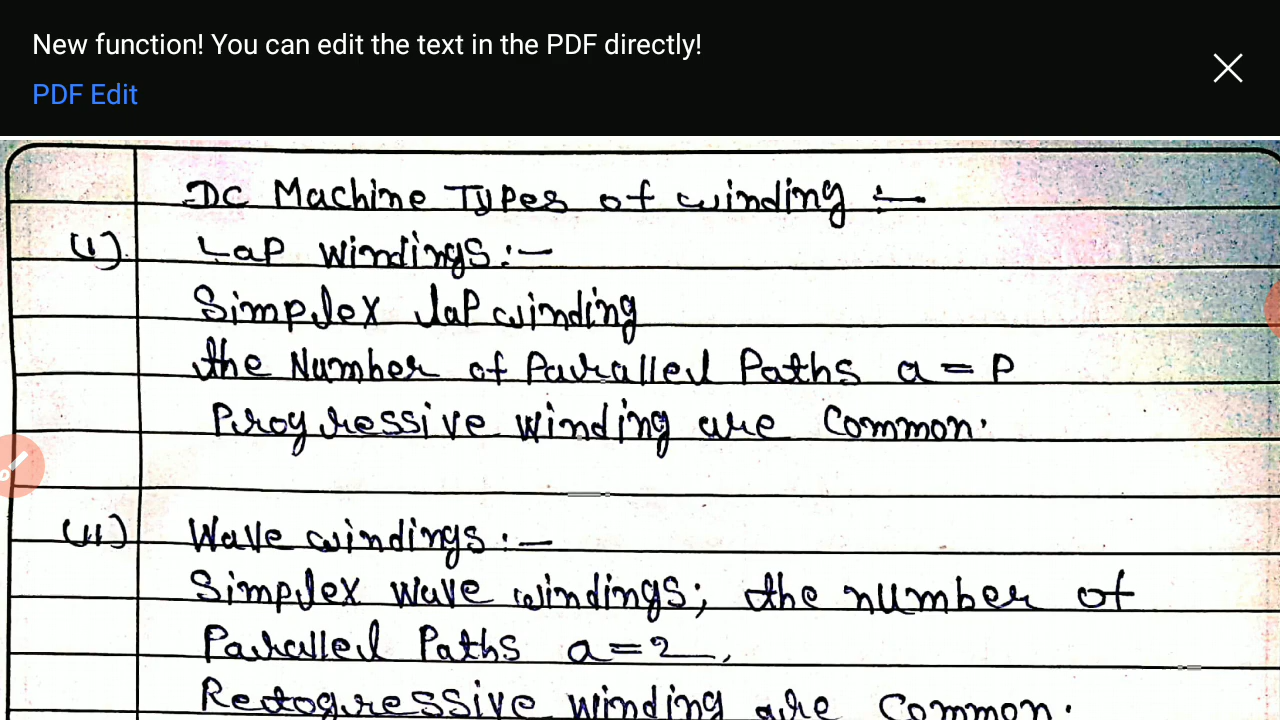 New function! You can edit the text in the PDF directly!
PDF Edit
DC Machine Types of winding :-
(i). Lap windings :-
Simplex lap winding
the Number of Parallel Paths a = P
Progressive winding are common.
(ii) Wave windings :-
Simplex wave windings; the number of
Parallel Paths a = 2,
Retogressive winding are common.